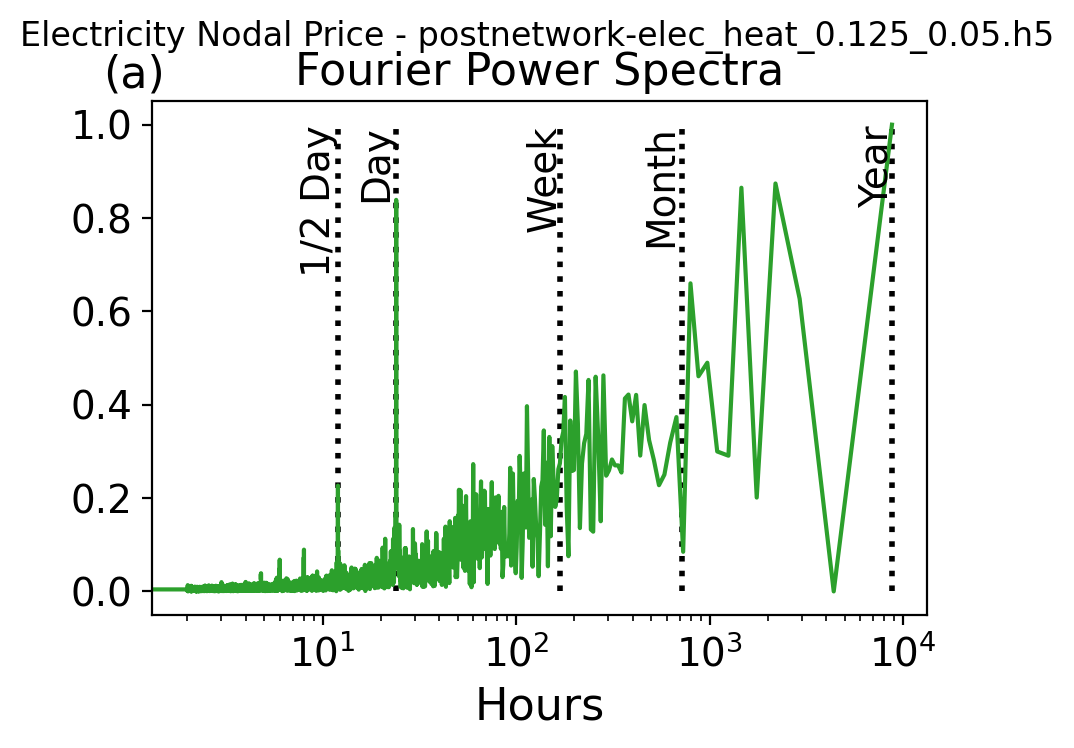 Electricity Nodal Price - postnetwork-elec_heat_0.125_0.05.h5
(a) Fourier Power Spectra
1.0
0.8
0.6
0.4
0.2
0.0
1/2 Day
Day
Week
Month
Year
10¹ 10² 10³ 10⁴
Hours